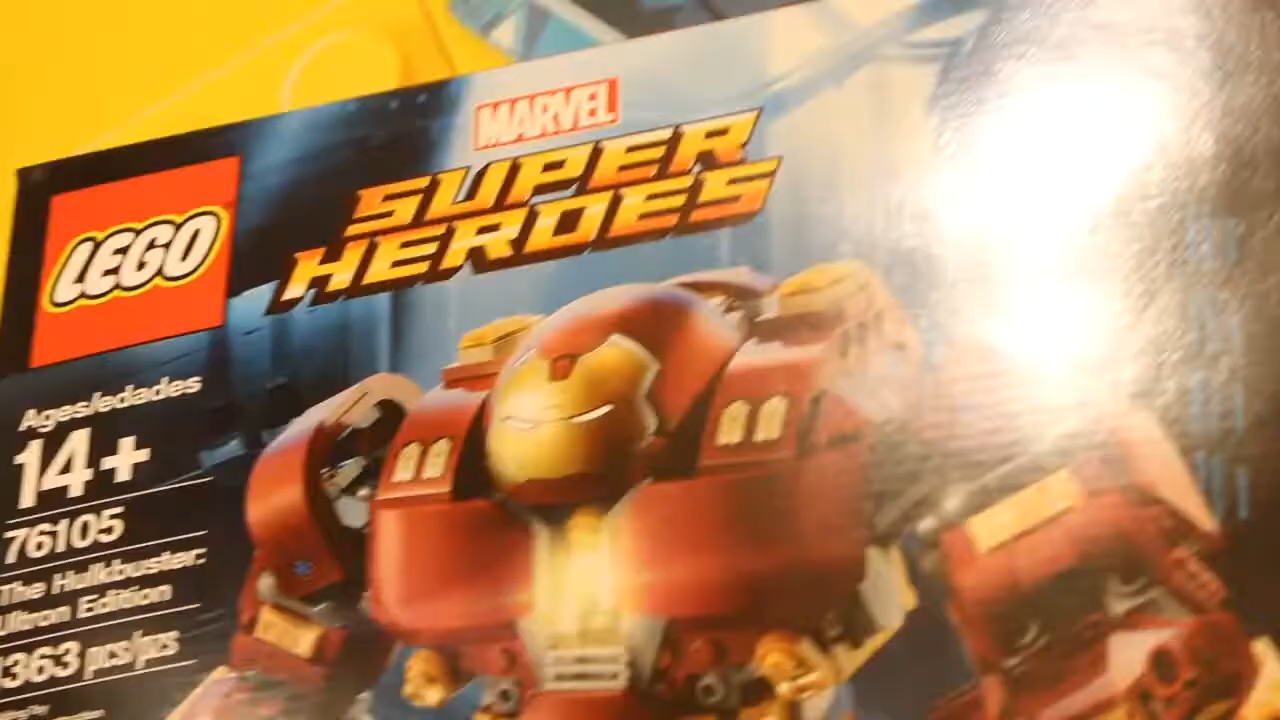 MARVEL
SUPER
HEROES
LEGO
Ages/edades
14+
76105
The Hulkbuster:
Ultron Edition
1363 pcs/pzs